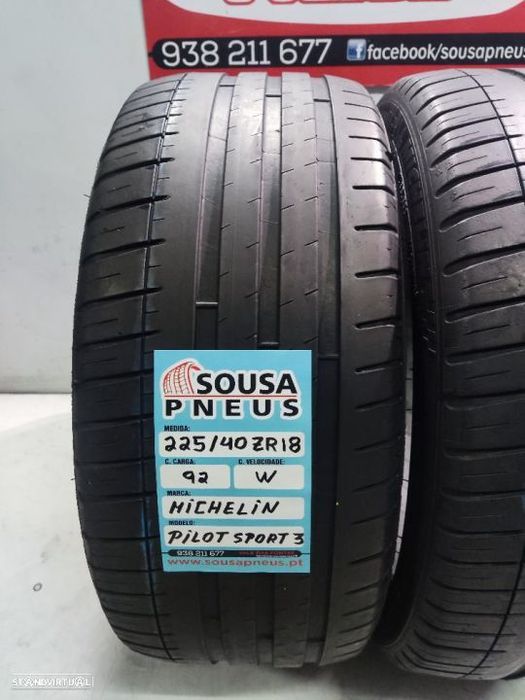 938 211 677 f facebook/sousapneus
SOUSA
PNEUS
MEDIDA:
225/40 ZR18
C. CARGA: C. VELOCIDADE:
92 W
MARCA:
MICHELIN
MODELO:
PILOT SPORT 3
938 211 677
www.sousapneus.pt
STANDVIRTUAL